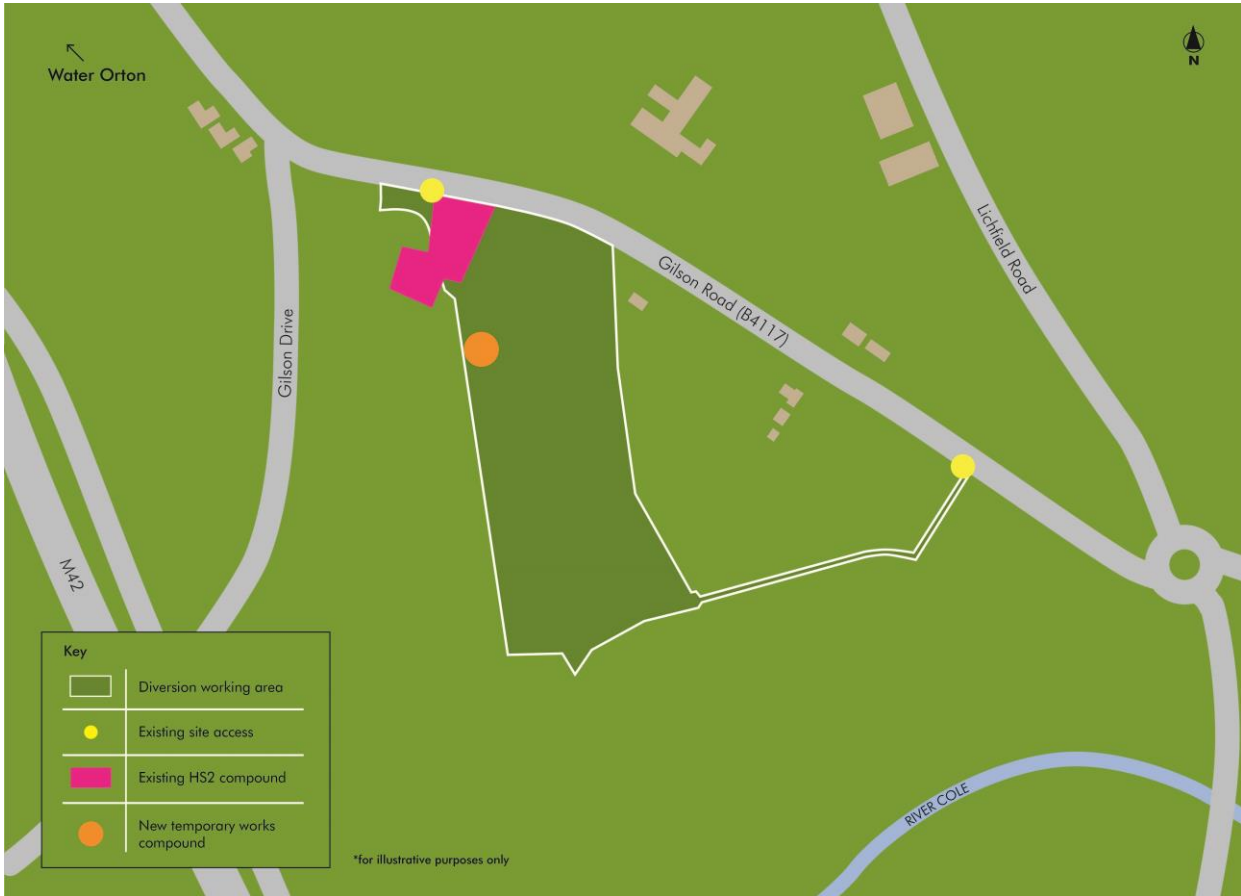 Water Orton
N
Lichfield Road
Gilson Road (B4117)
Gilson Drive
M42
Key
Diversion working area
Existing site access
Existing HS2 compound
New temporary works
compound
*for illustrative purposes only
RIVER COLE